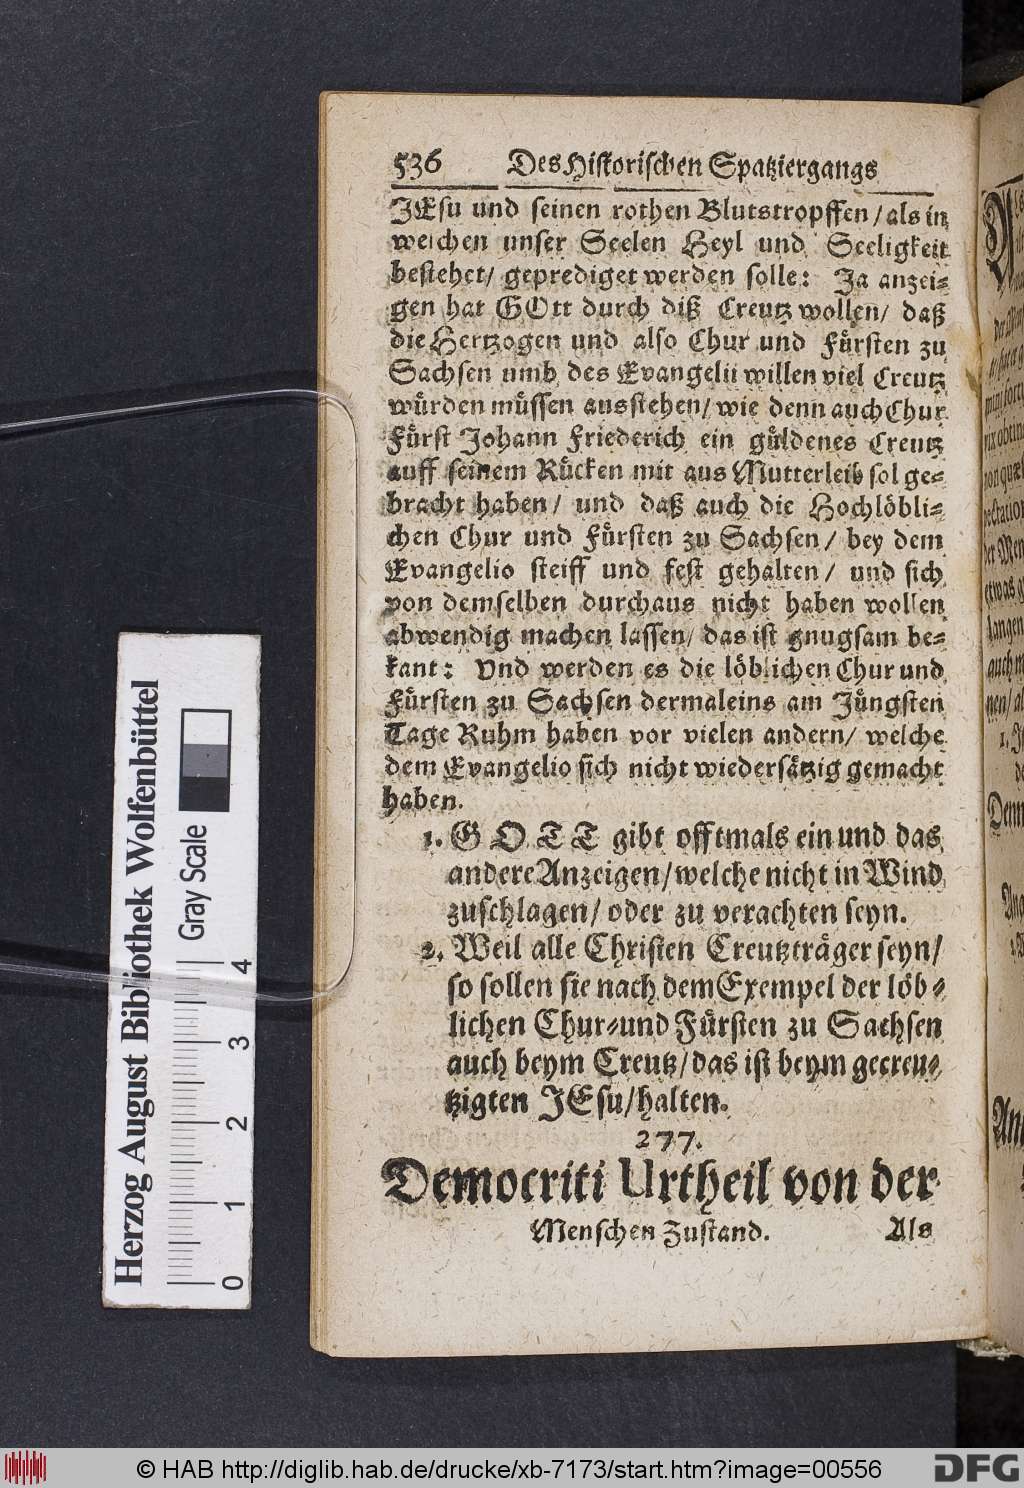 536 Des Historischen Spatziergangs
JEsu und seinen rothen Blutstropffen / als in
welchen unser Seelen Heyl und Seeligkeit
bestehet / geprediget werden solle: Ja anzei-
gen hat GOtt durch diß Creutz wollen / daß
die Hertzogen und also Chur und Fürsten zu
Sachsen umb des Evangelii willen viel Creutz
würden müssen ausstehen / wie denn auch Chur
Fürst Johann Friederich ein güldenes Creutz
auff seinem Rücken mit aus Mutterleib sol ge-
bracht haben / und daß auch die Hochlöbli-
chen Chur und Fürsten zu Sachsen / bey dem
Evangelio steiff und fest gehalten / und sich
von demselben durchaus nicht haben wollen
abwendig machen lassen / das ist gnugsam be-
kant: Vnd werden es die löblichen Chur und
Fürsten zu Sachsen dermaleins am Jüngsten
Tage Ruhm haben vor vielen andern / welche
dem Evangelio sich nicht wiedersätzig gemacht
haben.
1. GOTT gibt offtmals ein und das
andere Anzeigen / welche nicht in Wind
zuschlagen / oder zu verachten seyn.
2. Weil alle Christen Creutzträger seyn /
so sollen sie nach dem Exempel der löb-
lichen Chur- und Fürsten zu Sachsen
auch beym Creutz / das ist beym gecreu-
tzigten JEsu / halten.
277.
Democriti Urtheil von der
Menschen Zustand. Als
Herzog August Bibliothek Wolfenbüttel
Gray Scale
0 1 2 3 4
© HAB http://diglib.hab.de/drucke/xb-7173/start.htm?image=00556
DFG